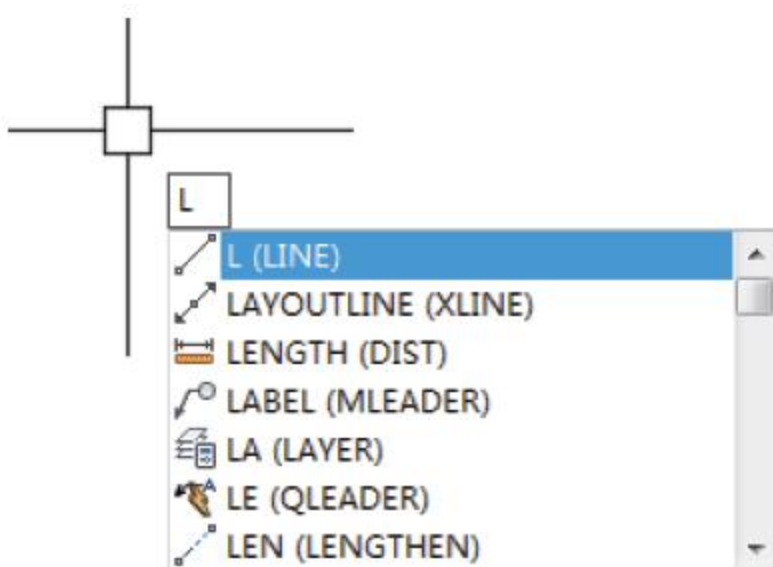 L
L (LINE)
LAYOUTLINE (XLINE)
LENGTH (DIST)
LABEL (MLEADER)
LA (LAYER)
LE (QLEADER)
LEN (LENGTHEN)